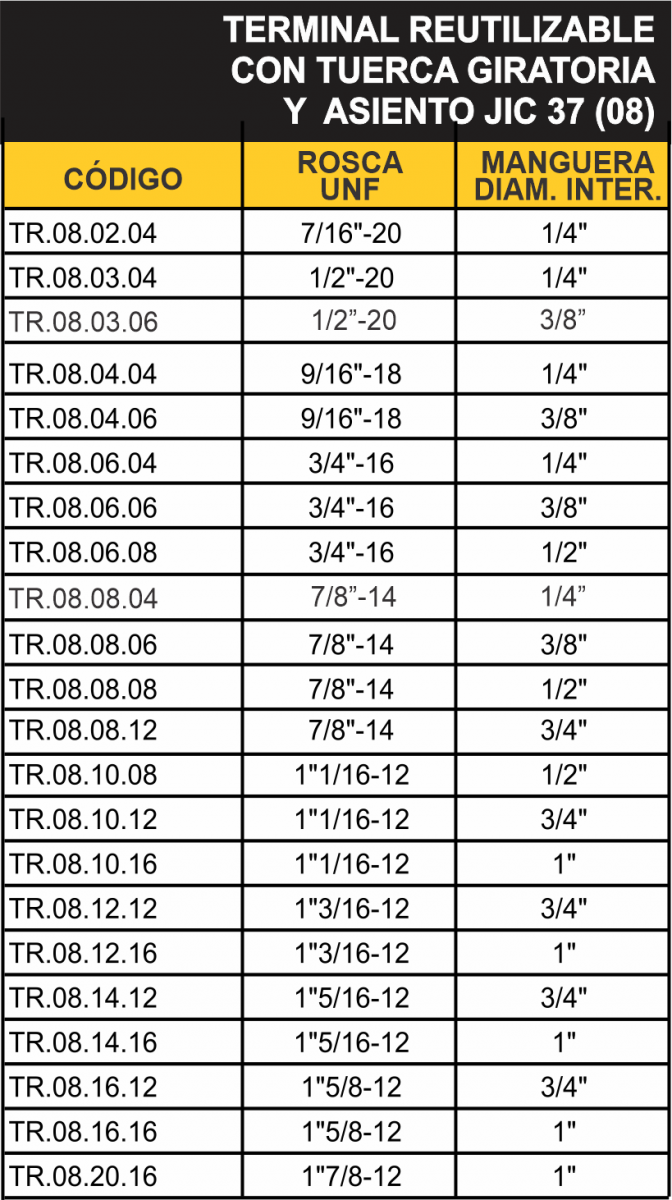 TERMINAL REUTILIZABLE
CON TUERCA GIRATORIA
Y ASIENTO JIC 37 (08)
CÓDIGO ROSCA UNF MANGUERA DIAM. INTER.
TR.08.02.04 7/16"-20 1/4"
TR.08.03.04 1/2"-20 1/4"
TR.08.03.06 1/2”-20 3/8”
TR.08.04.04 9/16"-18 1/4"
TR.08.04.06 9/16"-18 3/8"
TR.08.06.04 3/4"-16 1/4"
TR.08.06.06 3/4"-16 3/8"
TR.08.06.08 3/4"-16 1/2"
TR.08.08.04 7/8”-14 1/4”
TR.08.08.06 7/8"-14 3/8"
TR.08.08.08 7/8"-14 1/2"
TR.08.08.12 7/8"-14 3/4"
TR.08.10.08 1"1/16-12 1/2"
TR.08.10.12 1"1/16-12 3/4"
TR.08.10.16 1"1/16-12 1"
TR.08.12.12 1"3/16-12 3/4"
TR.08.12.16 1"3/16-12 1"
TR.08.14.12 1"5/16-12 3/4"
TR.08.14.16 1"5/16-12 1"
TR.08.16.12 1"5/8-12 3/4"
TR.08.16.16 1"5/8-12 1"
TR.08.20.16 1"7/8-12 1"